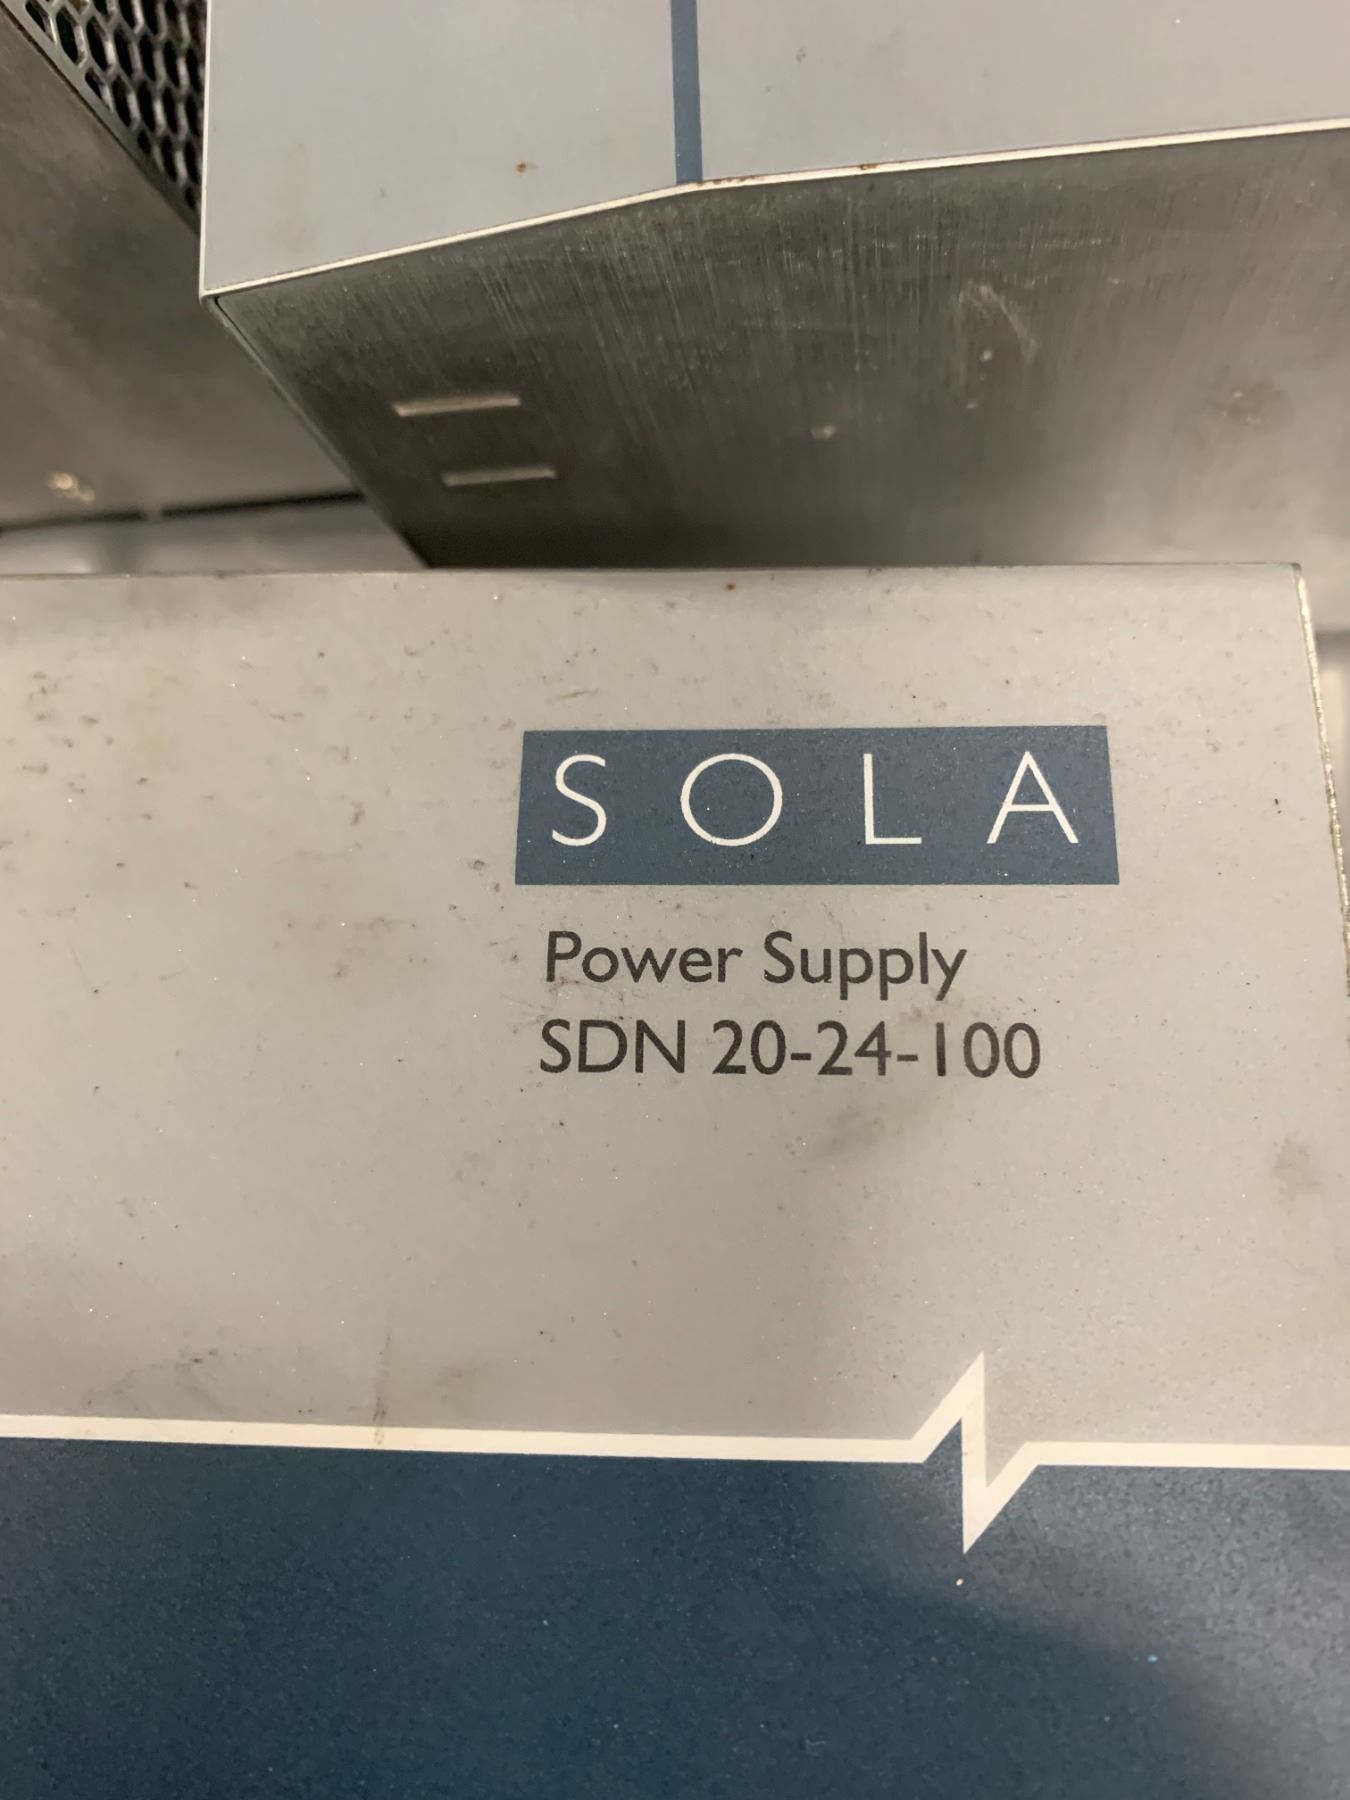 SOLA
Power Supply
SDN 20-24-100